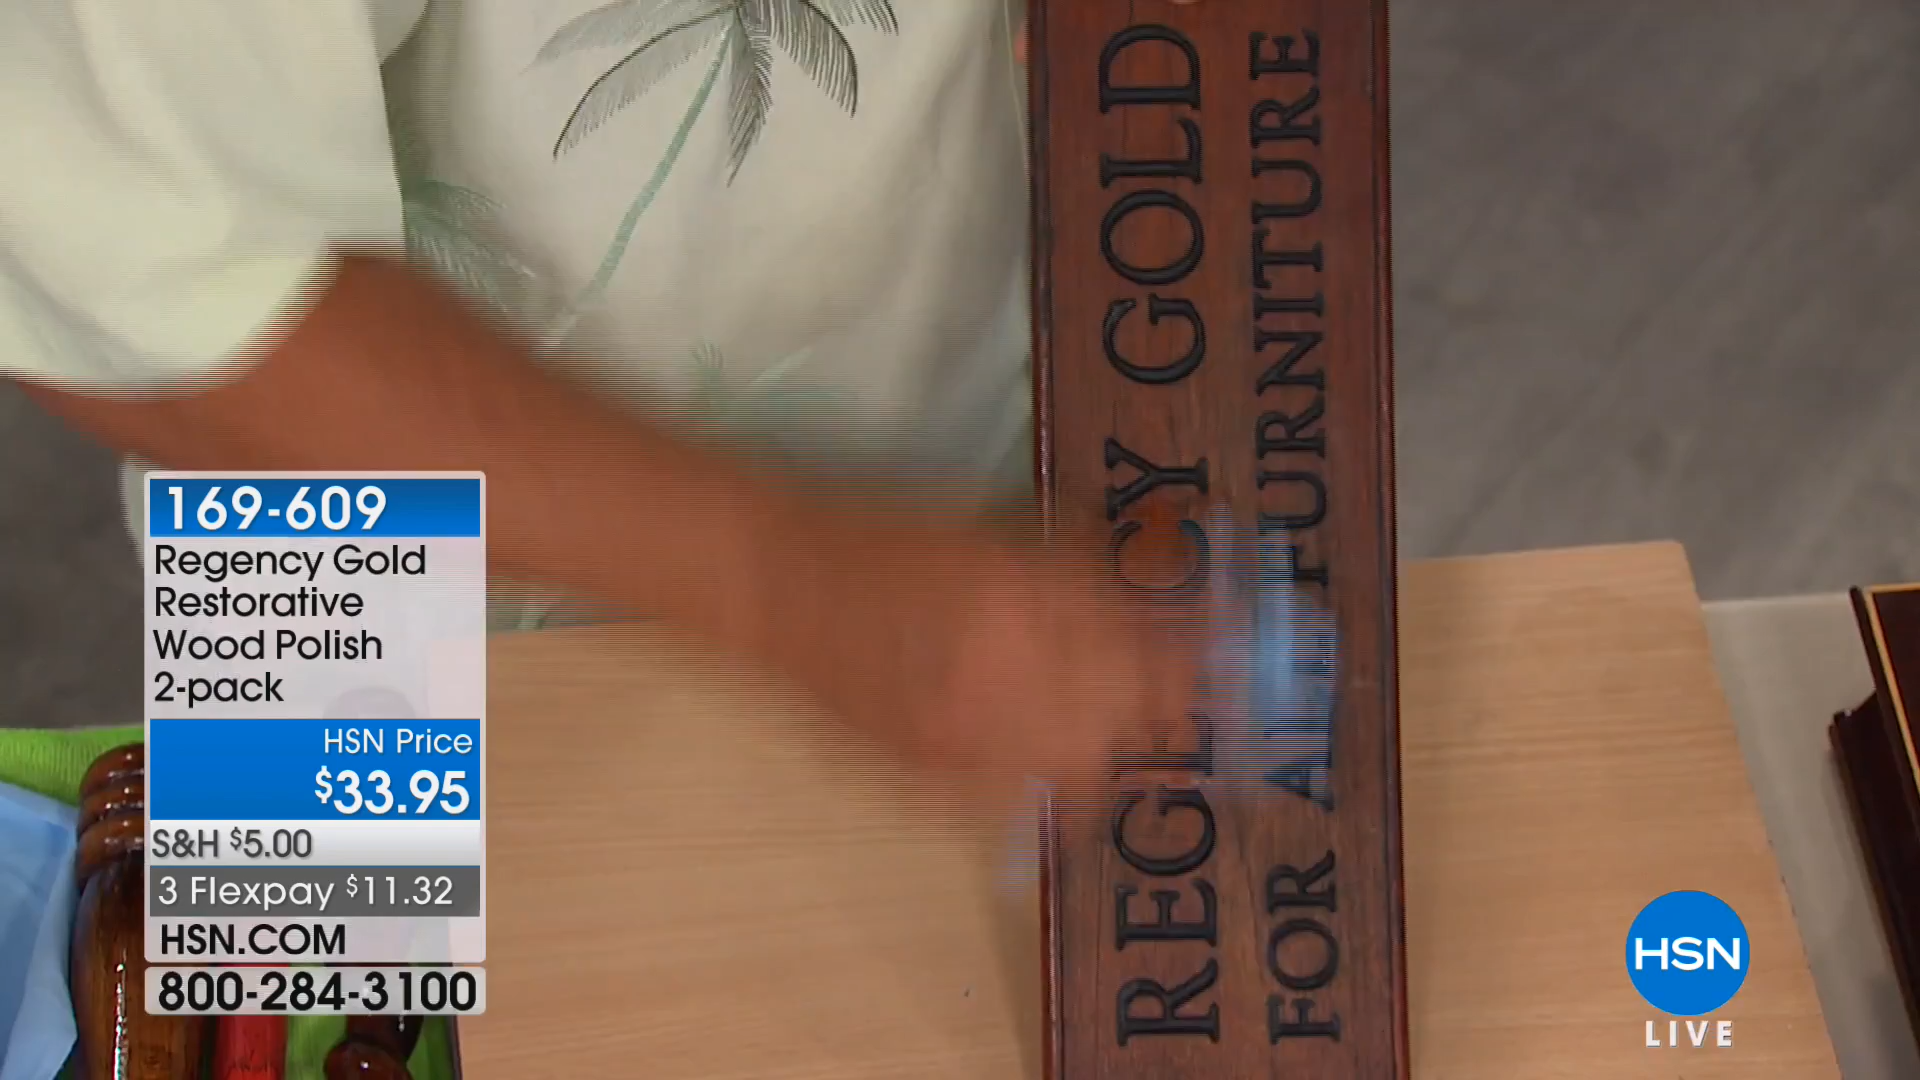 REGENCY GOLD
FOR ALL FURNITURE
169-609
Regency Gold
Restorative
Wood Polish
2-pack
HSN Price
$33.95
S&H $5.00
3 Flexpay $11.32
HSN.COM
800-284-3100
HSN
LIVE